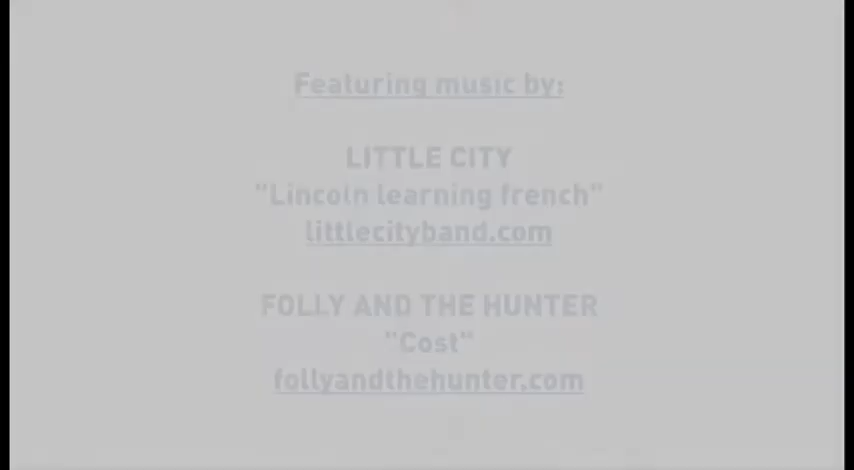 Featuring music by:
LITTLE CITY
"Lincoln learning french"
littlecityband.com
FOLLY AND THE HUNTER
"Cost"
follyandthehunter.com